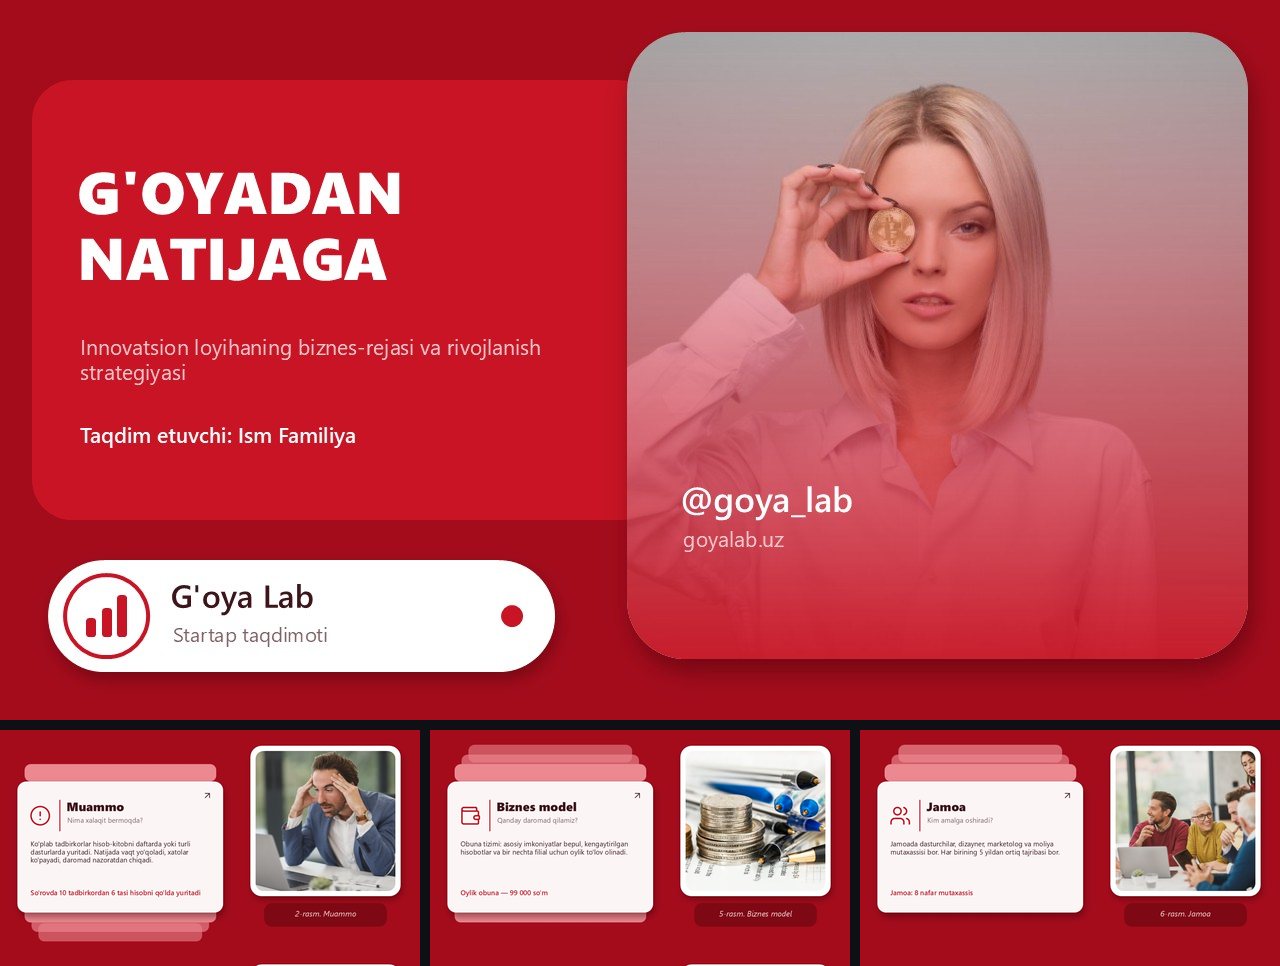 G'OYADAN
NATIJAGA
Innovatsion loyihaning biznes-rejasi va rivojlanish
strategiyasi
Taqdim etuvchi: Ism Familiya
@goya_lab
goyalab.uz
G'oya Lab
Startap taqdimoti
Muammo
Nima xalaqit bermoqda?
Ko'plab tadbirkorlar hisob-kitobni daftarda yoki turli
dasturlarda yuritadi. Natijada vaqt yo'qoladi, xatolar
ko'payadi, daromad nazoratdan chiqadi.
So'rovda 10 tadbirkordan 6 tasi hisobni qo'lda yuritadi
2-rasm. Muammo
Biznes model
Qanday daromad qilamiz?
Obuna tizimi: asosiy imkoniyatlar bepul, kengaytirilgan
hisobotlar va bir nechta filial uchun oylik to'lov olinadi.
Oylik obuna — 99 000 so'm
5-rasm. Biznes model
Jamoa
Kim amalga oshiradi?
Jamoada dasturchilar, dizayner, marketolog va moliya
mutaxassisi bor. Har birining 5 yildan ortiq tajribasi bor.
Jamoa: 8 nafar mutaxassis
6-rasm. Jamoa